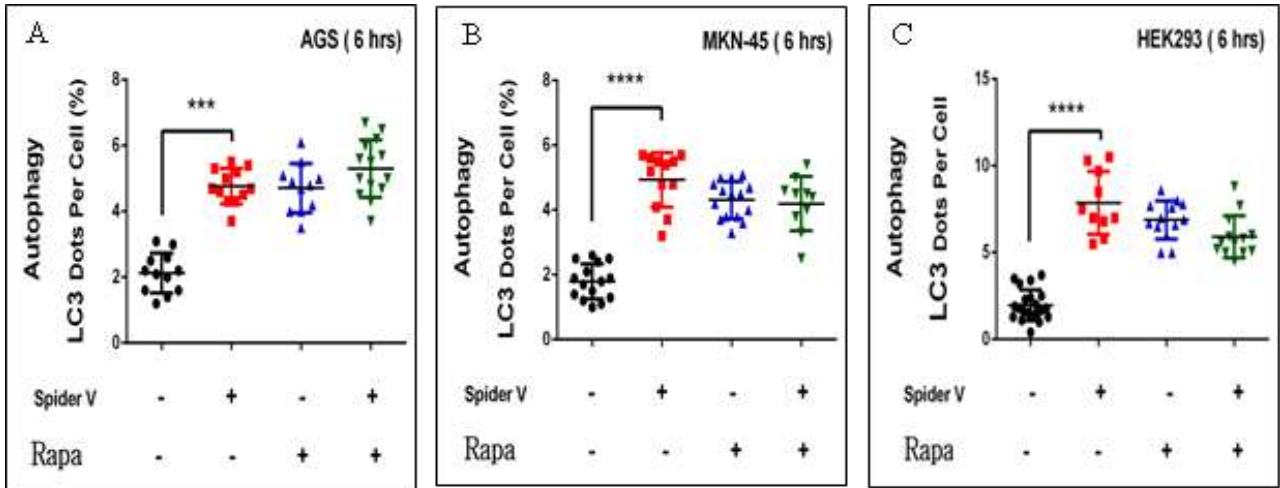 A
AGS ( 6 hrs)
Autophagy
LC3 Dots Per Cell (%)
8
6
4
2
0
***
Spider V - + - +
Rapa - - + +
B
MKN-45 (6 hrs)
Autophagy
LC3 Dots Per Cell (%)
8
6
4
2
0
****
Spider V - + - +
Rapa - - + +
C
HEK293 (6 hrs)
Autophagy
LC3 Dots Per Cell
15
10
5
0
****
Spider V - + - +
Rapa - - + +